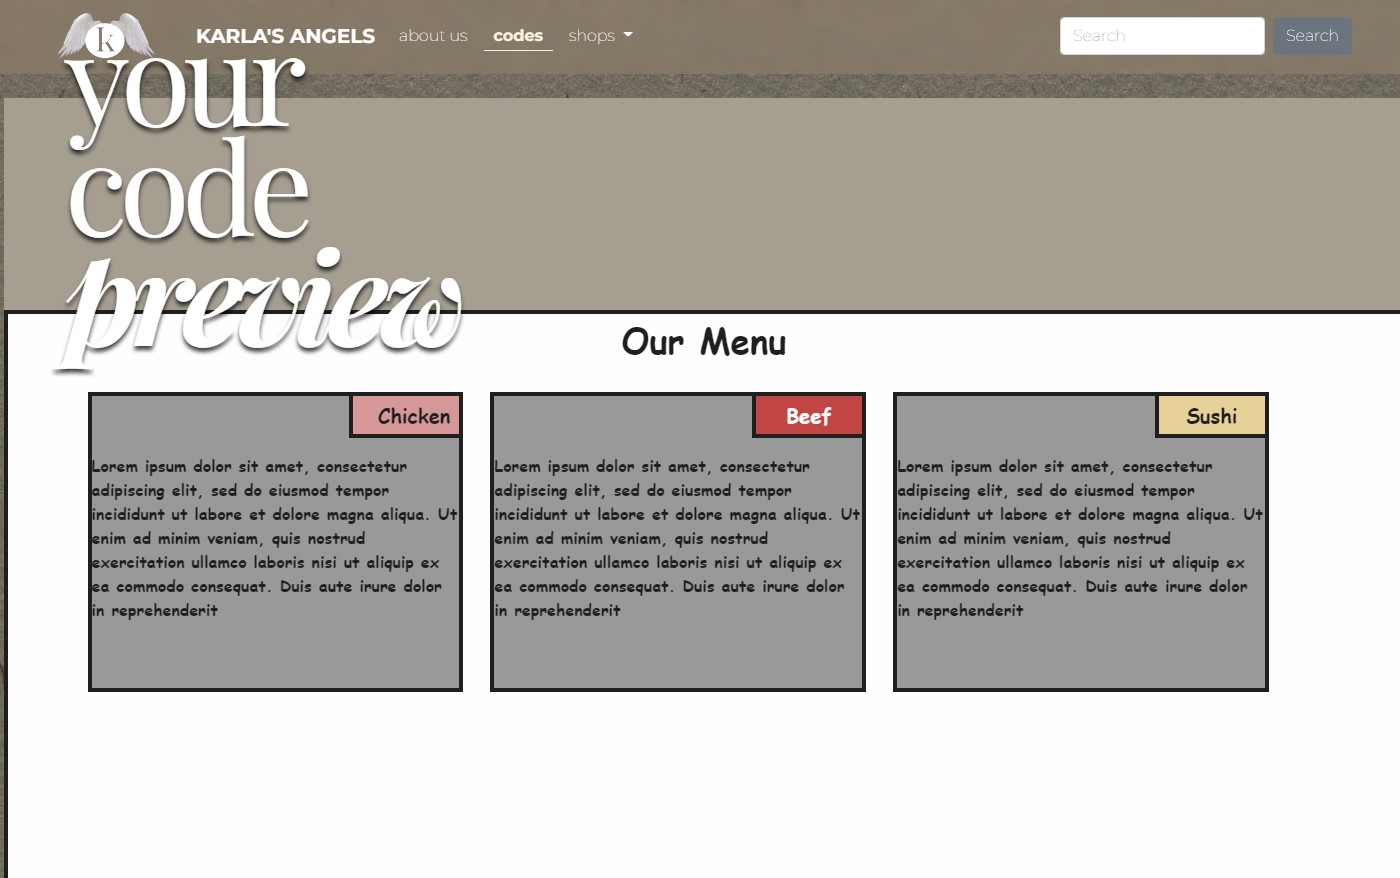 k
KARLA'S ANGELS about us codes shops Search Search
your
code
preview
Our Menu
Chicken
Lorem ipsum dolor sit amet, consectetur
adipiscing elit, sed do eiusmod tempor
incididunt ut labore et dolore magna aliqua. Ut
enim ad minim veniam, quis nostrud
exercitation ullamco laboris nisi ut aliquip ex
ea commodo consequat. Duis aute irure dolor
in reprehenderit
Beef
Lorem ipsum dolor sit amet, consectetur
adipiscing elit, sed do eiusmod tempor
incididunt ut labore et dolore magna aliqua. Ut
enim ad minim veniam, quis nostrud
exercitation ullamco laboris nisi ut aliquip ex
ea commodo consequat. Duis aute irure dolor
in reprehenderit
Sushi
Lorem ipsum dolor sit amet, consectetur
adipiscing elit, sed do eiusmod tempor
incididunt ut labore et dolore magna aliqua. Ut
enim ad minim veniam, quis nostrud
exercitation ullamco laboris nisi ut aliquip ex
ea commodo consequat. Duis aute irure dolor
in reprehenderit